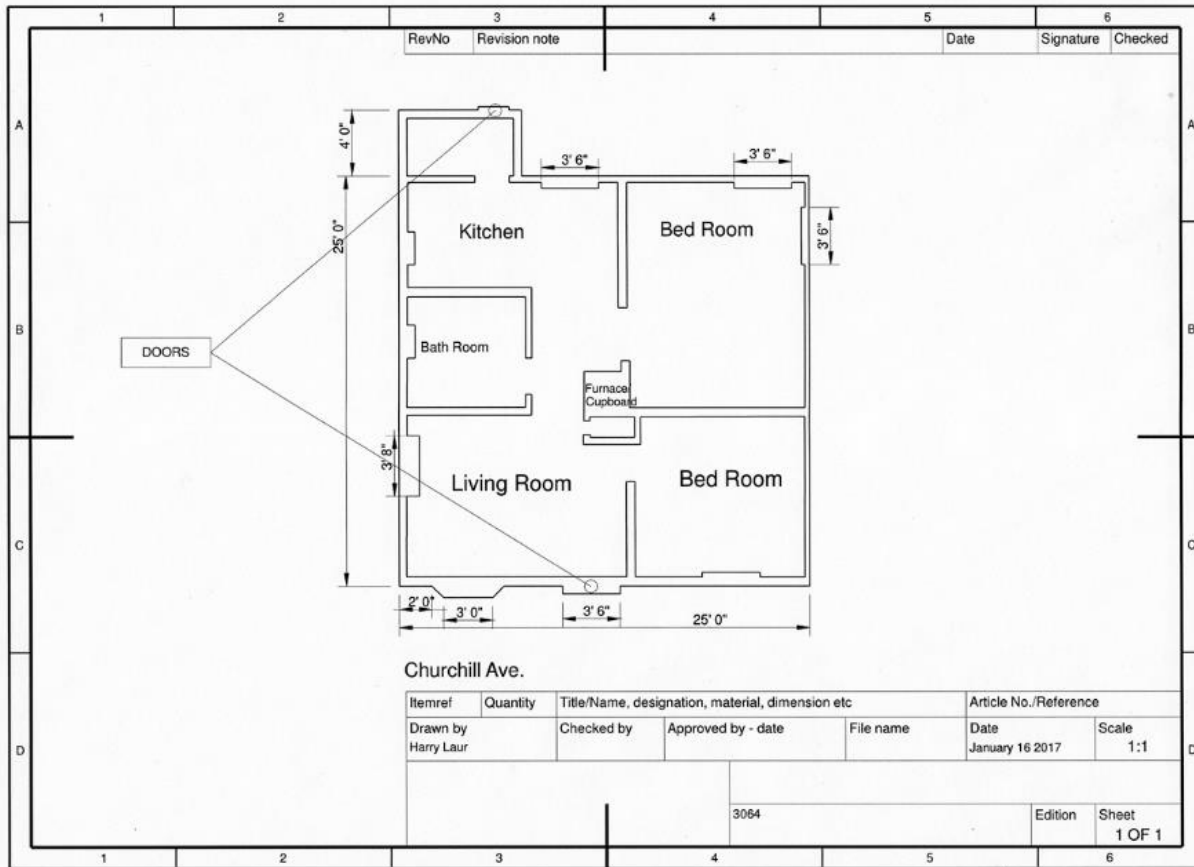 1 2 3 4 5 6
RevNo Revision note Date Signature Checked
A A
4' 0"
3' 6" 3' 6"
25' 0"
Kitchen Bed Room
3' 6"
B B
DOORS
Bath Room
Furnace/
Cupboard
3' 8"
Living Room Bed Room
C C
2' 0"
3' 0" 3' 6" 25' 0"
Churchill Ave.
Itemref Quantity Title/Name, designation, material, dimension etc Article No./Reference
Drawn by Checked by Approved by - date File name Date Scale
Harry Laur January 16 2017 1:1
D D
3064 Edition Sheet
1 OF 1
1 2 3 4 5 6